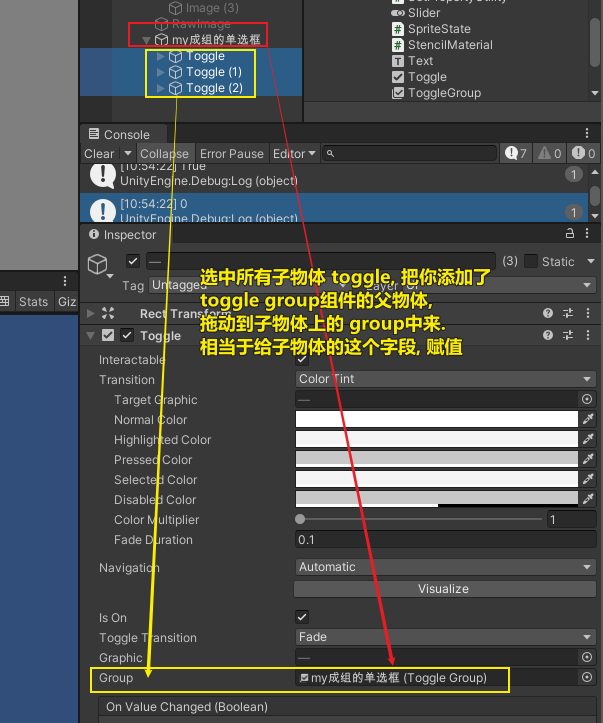 Image (3)
RawImage
my成组的单选框
Toggle
Toggle (1)
Toggle (2)
Slider
SpriteState
StencilMaterial
Text
Toggle
ToggleGroup
Console
Clear Collapse Error Pause Editor 7 0 0
[10:54:22] True
UnityEngine.Debug:Log (object) 1
[10:54:22] 0
UnityEngine.Debug:Log (object) 1
Inspector
— (3) Static
Tag Untagged
选中所有子物体 toggle, 把你添加了
toggle group组件的父物体,
拖动到子物体上的 group中来.
相当于给子物体的这个字段, 赋值
Stats Giz
Rect Transform
Toggle
Interactable
Transition Color Tint
Target Graphic —
Normal Color
Highlighted Color
Pressed Color
Selected Color
Disabled Color
Color Multiplier 1
Fade Duration 0.1
Navigation Automatic
Visualize
Is On
Toggle Transition Fade
Graphic —
Group my成组的单选框 (Toggle Group)
On Value Changed (Boolean)